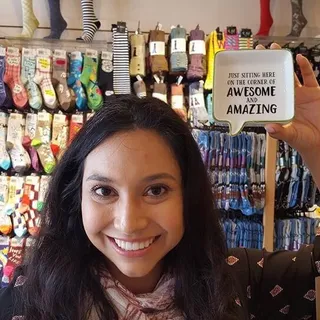 JUST SITTING HERE
ON THE CORNER OF
AWESOME
AND
AMAZING